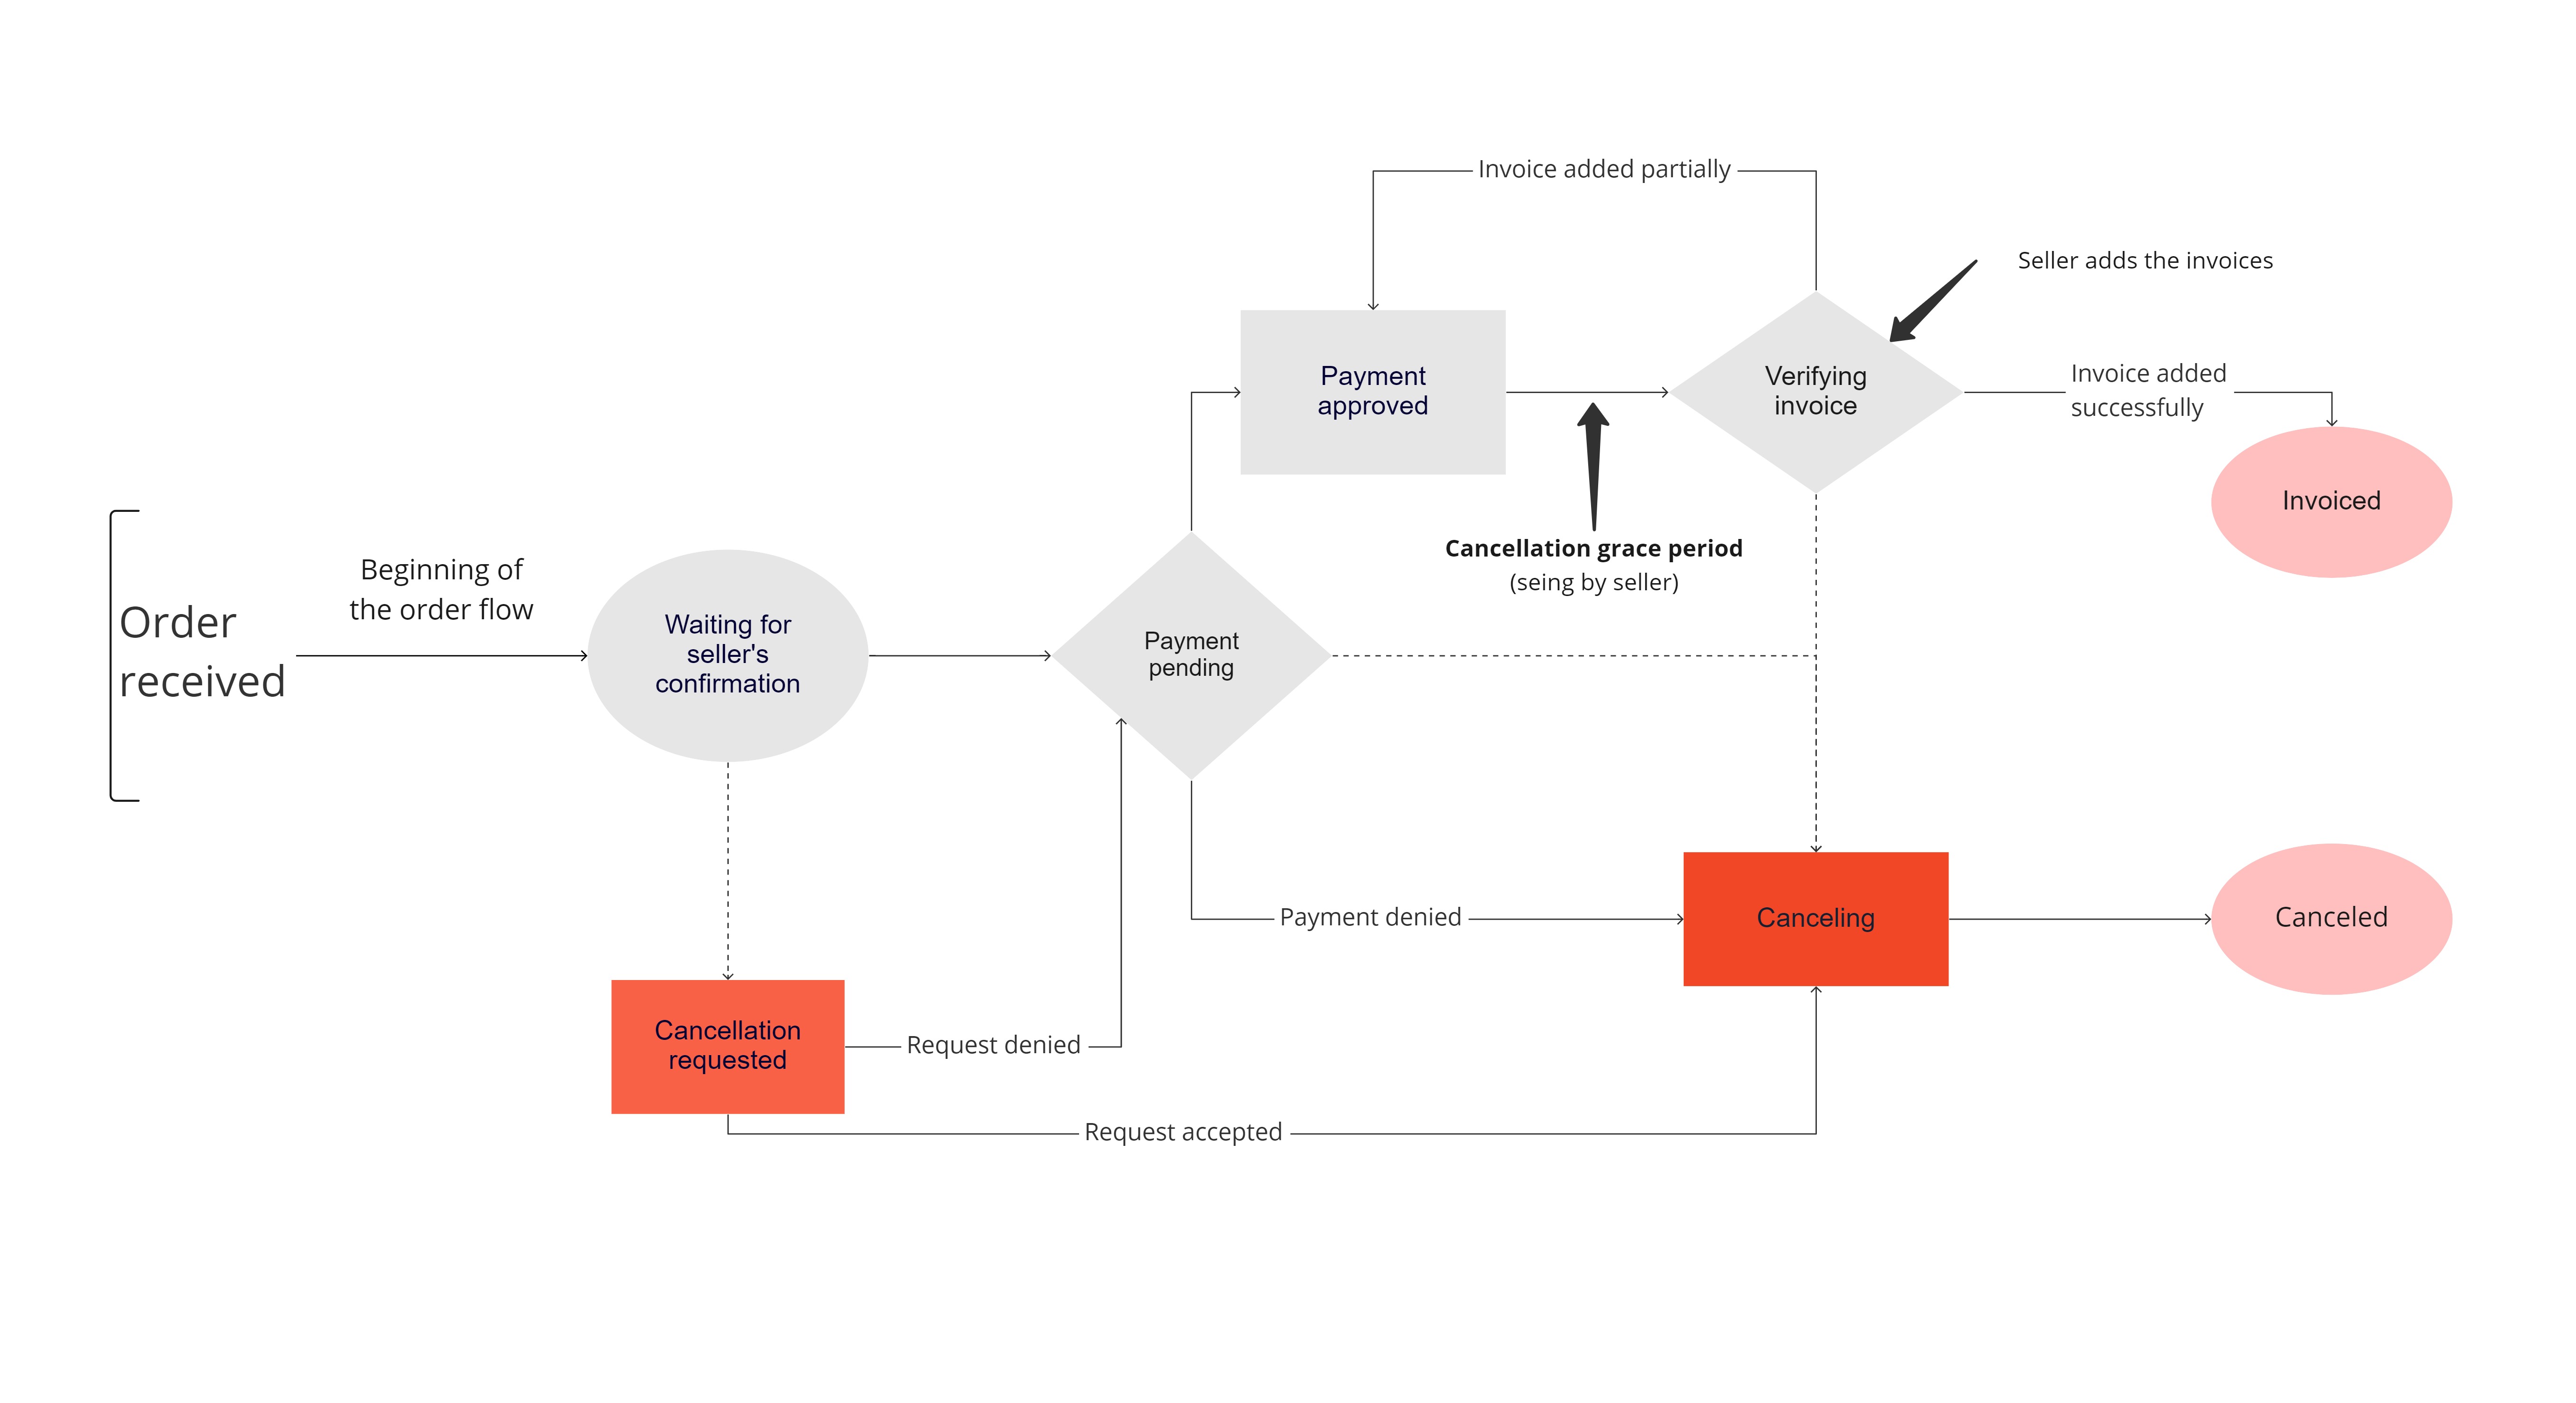 Invoice added partially
Seller adds the invoices
Payment
approved
Verifying
invoice
Invoice added
successfully
Invoiced
Cancellation grace period
(seing by seller)
Beginning of
the order flow
Order
received
Waiting for
seller's
confirmation
Payment
pending
Payment denied
Canceling
Canceled
Cancellation
requested
Request denied
Request accepted